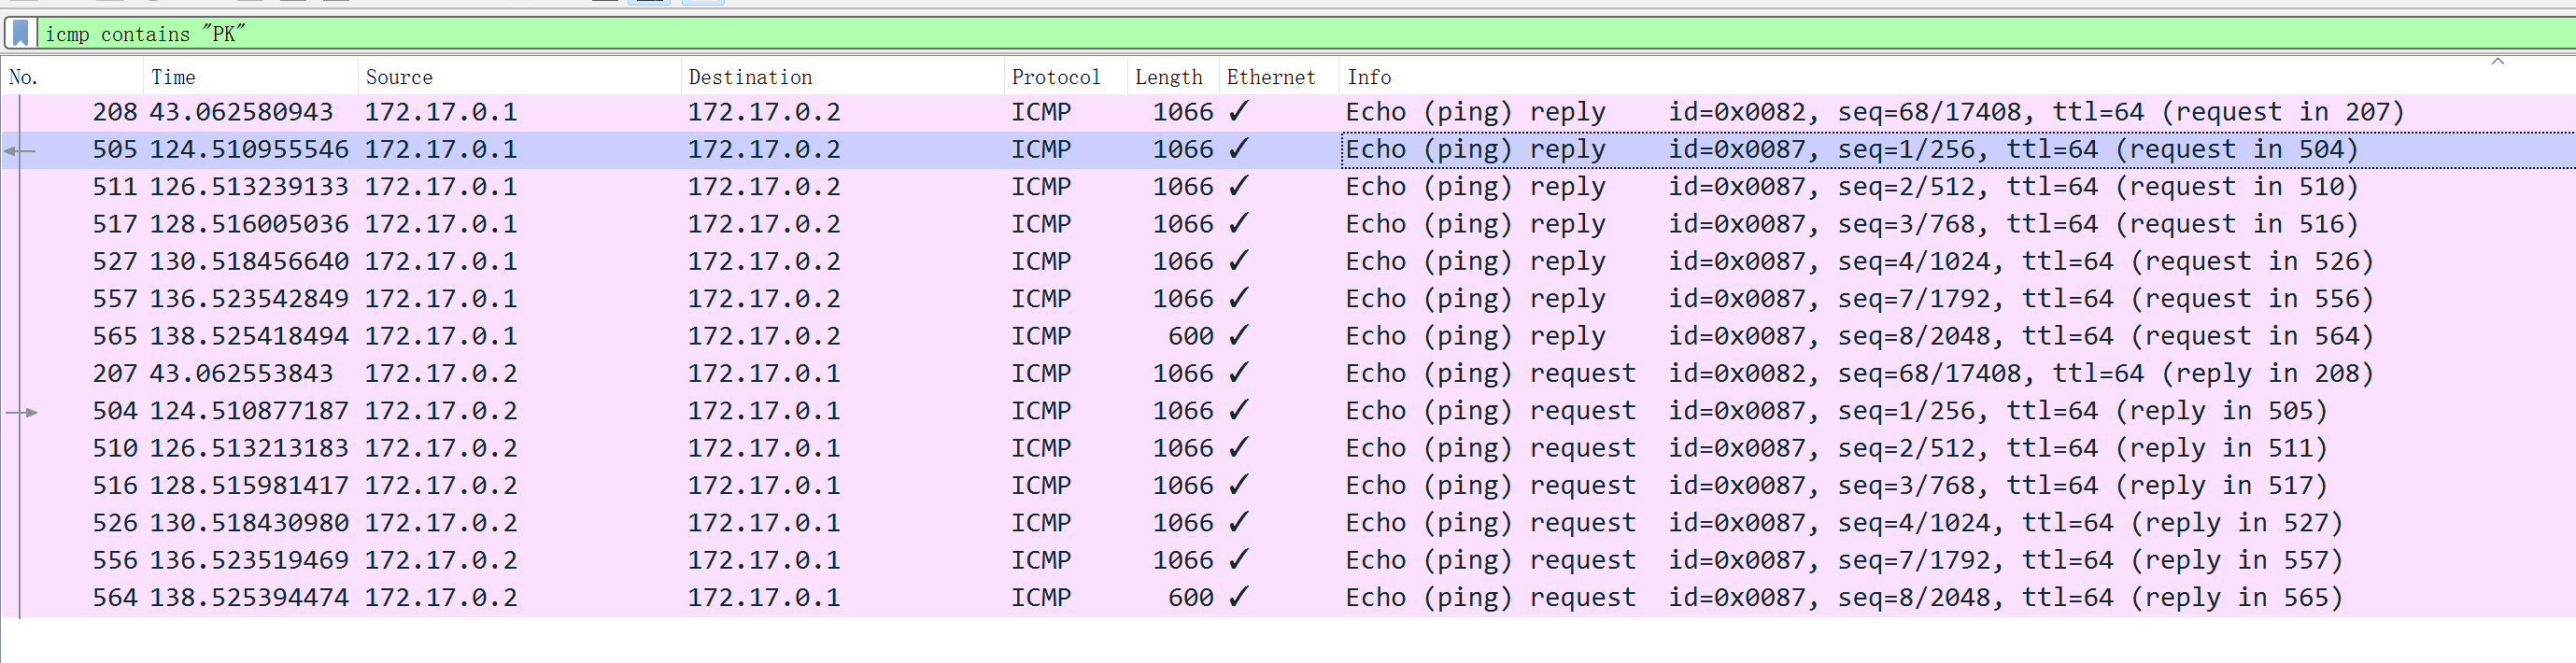 icmp contains "PK"
No. Time Source Destination Protocol Length Ethernet Info
208 43.062580943 172.17.0.1 172.17.0.2 ICMP 1066 ✓ Echo (ping) reply id=0x0082, seq=68/17408, ttl=64 (request in 207)
505 124.510955546 172.17.0.1 172.17.0.2 ICMP 1066 ✓ Echo (ping) reply id=0x0087, seq=1/256, ttl=64 (request in 504)
511 126.513239133 172.17.0.1 172.17.0.2 ICMP 1066 ✓ Echo (ping) reply id=0x0087, seq=2/512, ttl=64 (request in 510)
517 128.516005036 172.17.0.1 172.17.0.2 ICMP 1066 ✓ Echo (ping) reply id=0x0087, seq=3/768, ttl=64 (request in 516)
527 130.518456640 172.17.0.1 172.17.0.2 ICMP 1066 ✓ Echo (ping) reply id=0x0087, seq=4/1024, ttl=64 (request in 526)
557 136.523542849 172.17.0.1 172.17.0.2 ICMP 1066 ✓ Echo (ping) reply id=0x0087, seq=7/1792, ttl=64 (request in 556)
565 138.525418494 172.17.0.1 172.17.0.2 ICMP 600 ✓ Echo (ping) reply id=0x0087, seq=8/2048, ttl=64 (request in 564)
207 43.062553843 172.17.0.2 172.17.0.1 ICMP 1066 ✓ Echo (ping) request id=0x0082, seq=68/17408, ttl=64 (reply in 208)
504 124.510877187 172.17.0.2 172.17.0.1 ICMP 1066 ✓ Echo (ping) request id=0x0087, seq=1/256, ttl=64 (reply in 505)
510 126.513213183 172.17.0.2 172.17.0.1 ICMP 1066 ✓ Echo (ping) request id=0x0087, seq=2/512, ttl=64 (reply in 511)
516 128.515981417 172.17.0.2 172.17.0.1 ICMP 1066 ✓ Echo (ping) request id=0x0087, seq=3/768, ttl=64 (reply in 517)
526 130.518430980 172.17.0.2 172.17.0.1 ICMP 1066 ✓ Echo (ping) request id=0x0087, seq=4/1024, ttl=64 (reply in 527)
556 136.523519469 172.17.0.2 172.17.0.1 ICMP 1066 ✓ Echo (ping) request id=0x0087, seq=7/1792, ttl=64 (reply in 557)
564 138.525394474 172.17.0.2 172.17.0.1 ICMP 600 ✓ Echo (ping) request id=0x0087, seq=8/2048, ttl=64 (reply in 565)